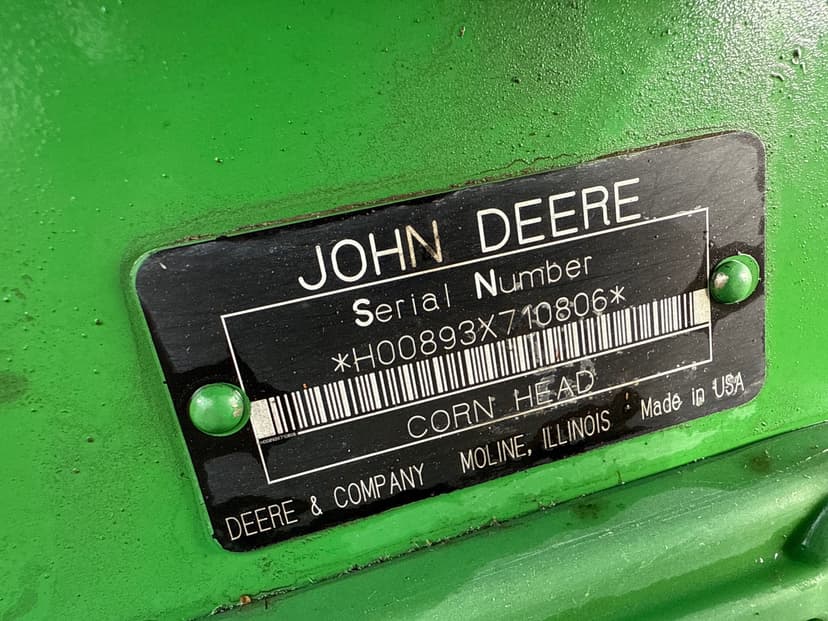 JOHN DEERE
Serial Number
*H00893X710806*
CORN HEAD
DEERE & COMPANY MOLINE, ILLINOIS Made in USA